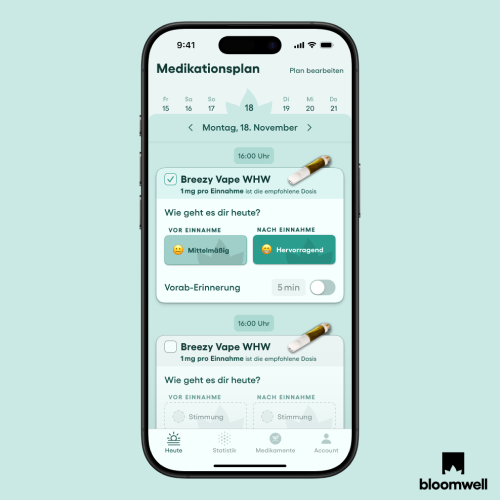 9:41
Medikationsplan
Plan bearbeiten
Fr Sa So Di Mi Do
15 16 17 18 19 20 21
Montag, 18. November
16:00 Uhr
Breezy Vape WHW
1 mg pro Einnahme ist die empfohlene Dosis
Wie geht es dir heute?
VOR EINNAHME NACH EINNAHME
Mittelmäßig Hervorragend
Vorab-Erinnerung 5 min
16:00 Uhr
Breezy Vape WHW
1 mg pro Einnahme ist die empfohlene Dosis
Wie geht es dir heute?
VOR EINNAHME NACH EINNAHME
Stimmung Stimmung
Heute Statistik Medikamente Account
bloomwell